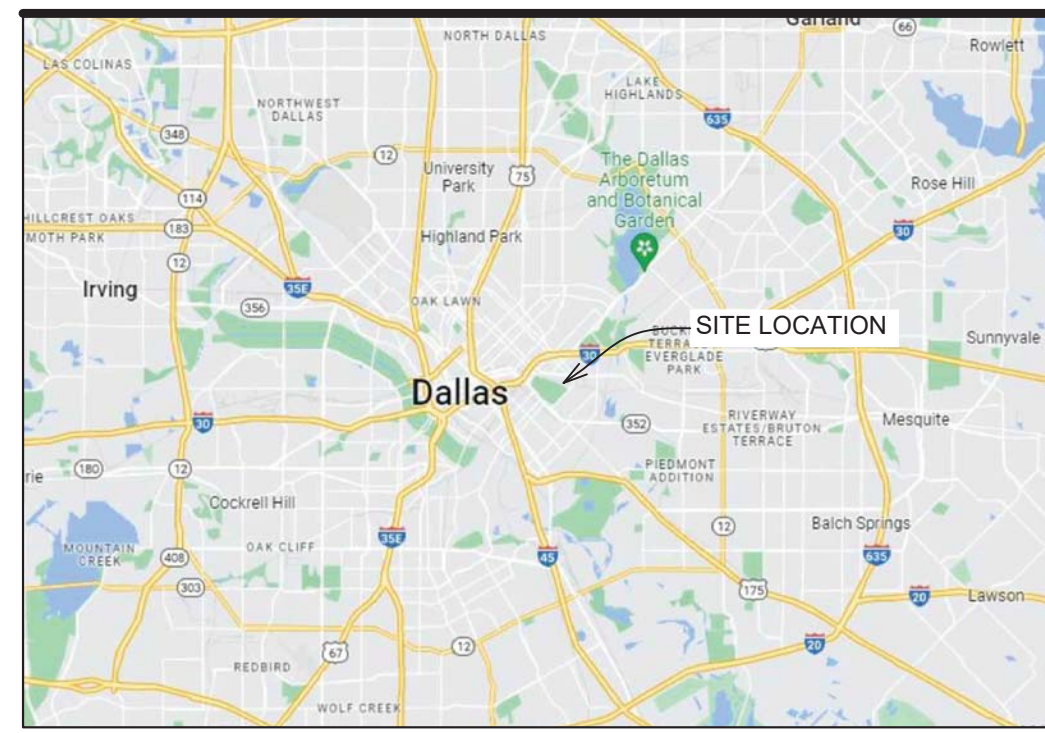 Garland
66
NORTH DALLAS
Rowlett
LAS COLINAS
LAKE
HIGHLANDS
NORTHWEST
DALLAS
635
348
12
University
Park
75
The Dallas
Arboretum
and Botanical
Garden
Rose Hill
114
HILLCREST OAKS
183
MOTH PARK
Highland Park
30
12
Irving
35E
356
OAK LAWN
SITE LOCATION
TERRA
EVERGLADE
PARK
30
Sunnyvale
Dallas
30
352
RIVERWAY
ESTATES/BRUTON
TERRACE
Mesquite
PIEDMONT
ADDITION
rie
180
12
Cockrell Hill
12
Balch Springs
MOUNTAIN
CREEK
408
OAK CLIFF
35E
45
635
303
175
20
Lawson
12
67
20
REDBIRD
WOLF CREEK